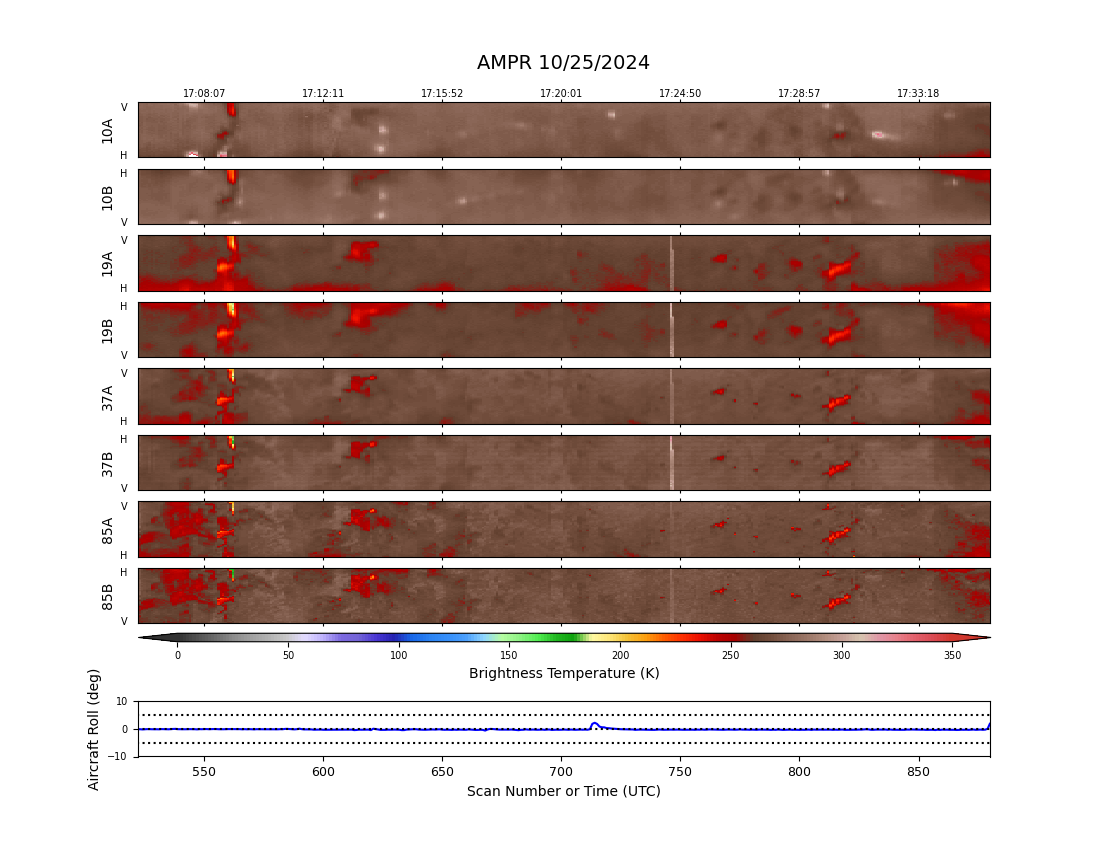 AMPR 10/25/2024
17:08:07 17:12:11 17:15:52 17:20:01 17:24:50 17:28:57 17:33:18
V
10A
H
H
10B
V
V
19A
H
H
19B
V
V
37A
H
H
37B
V
V
85A
H
H
85B
V
0 50 100 150 200 250 300 350
Brightness Temperature (K)
Aircraft Roll (deg)
10
0
−10
550 600 650 700 750 800 850
Scan Number or Time (UTC)